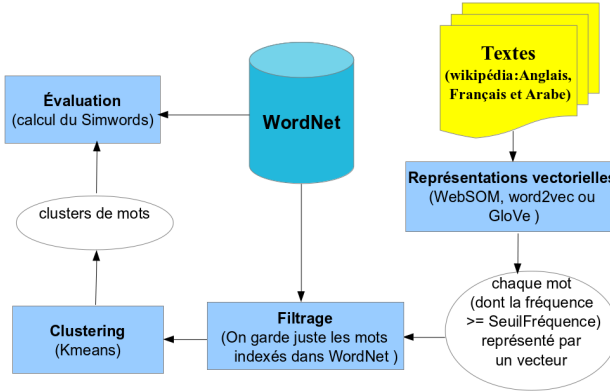 Textes
(wikipédia:Anglais,
Français et Arabe)
Évaluation
(calcul du Simwords)
WordNet
Représentations vectorielles
(WebSOM, word2vec ou
GloVe )
clusters de mots
chaque mot
(dont la fréquence
>= SeuilFréquence)
représenté par
un vecteur
Filtrage
(On garde juste les mots
indexés dans WordNet )
Clustering
(Kmeans)